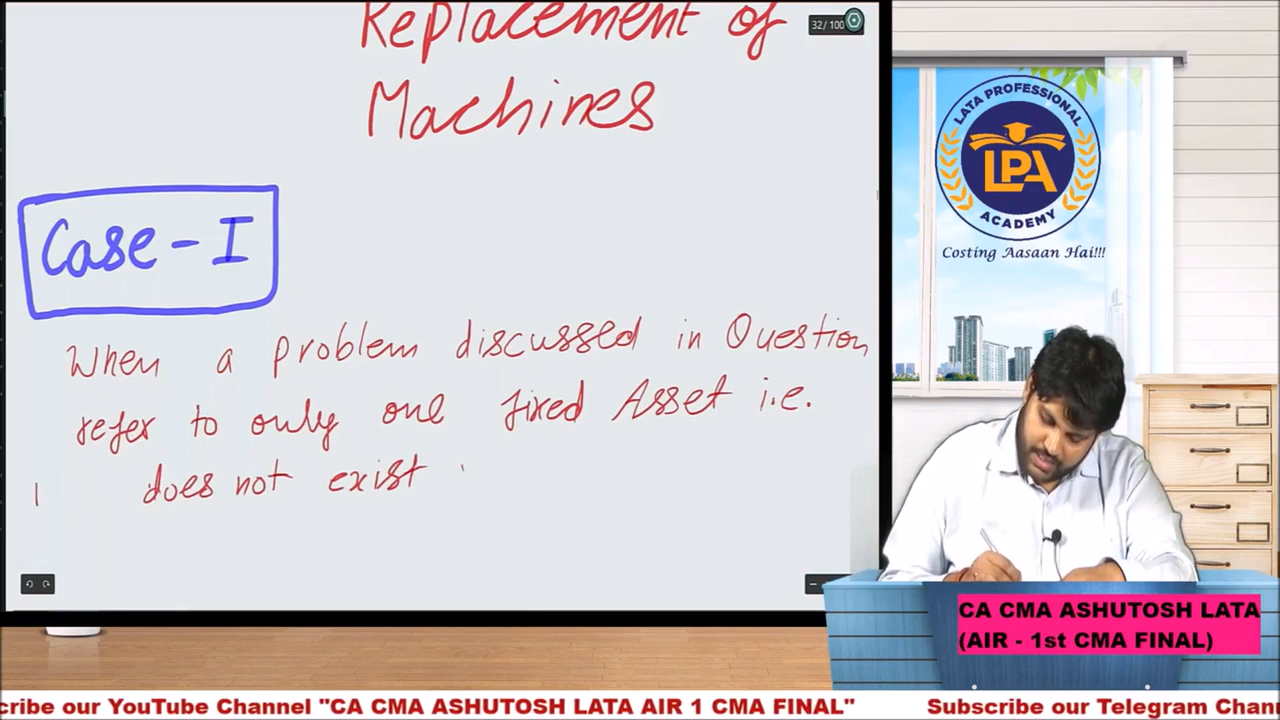 Replacement of
Machines
32/100
Case-I
When a problem discussed in Question
refer to only one fixed Asset i.e.
does not exist
LATA PROFESSIONAL
LPA
ACADEMY
Costing Aasaan Hai!!!
CA CMA ASHUTOSH LATA
(AIR - 1st CMA FINAL)
cribe our YouTube Channel "CA CMA ASHUTOSH LATA AIR 1 CMA FINAL"
Subscribe our Telegram Chan